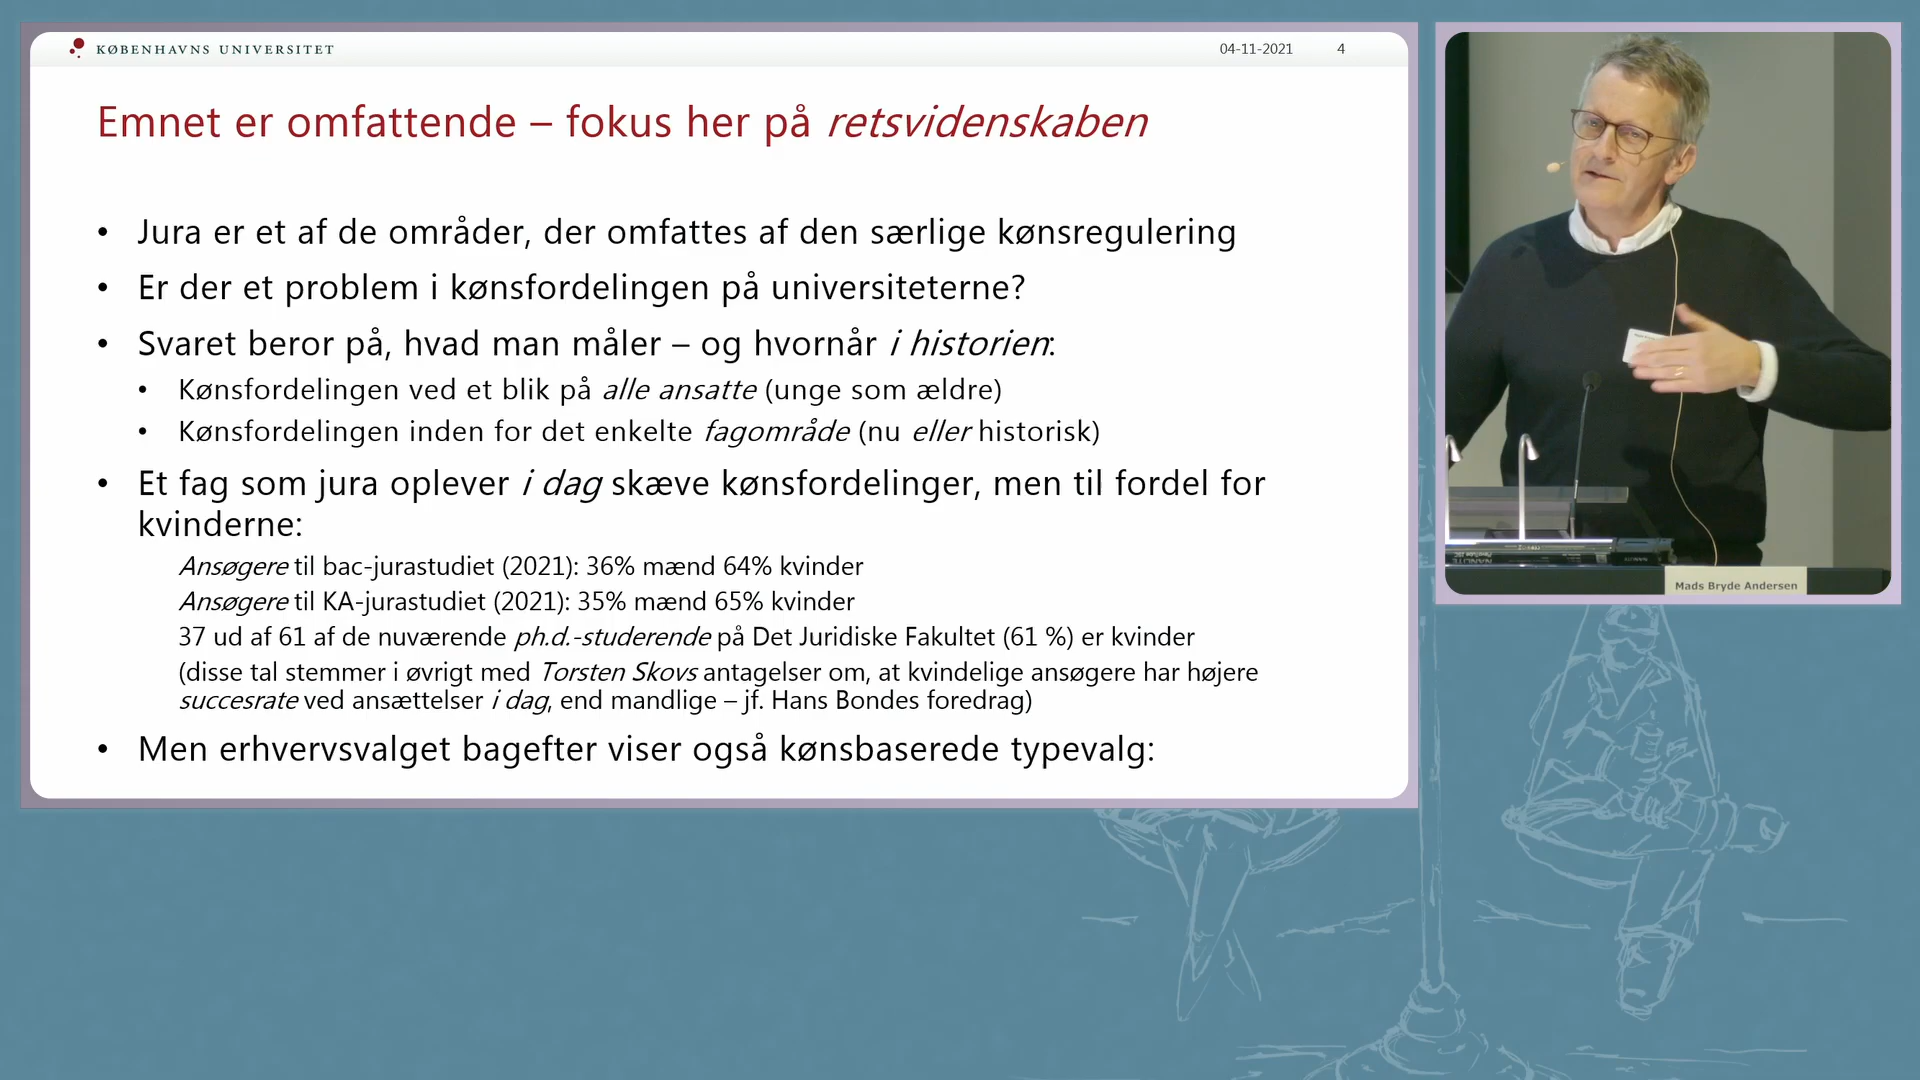 KØBENHAVNS UNIVERSITET
04-11-2021 4
Emnet er omfattende – fokus her på retsvidenskaben
• Jura er et af de områder, der omfattes af den særlige kønsregulering
• Er der et problem i kønsfordelingen på universiteterne?
• Svaret beror på, hvad man måler – og hvornår i historien:
• Kønsfordelingen ved et blik på alle ansatte (unge som ældre)
• Kønsfordelingen inden for det enkelte fagområde (nu eller historisk)
• Et fag som jura oplever i dag skæve kønsfordelinger, men til fordel for
kvinderne:
Ansøgere til bac-jurastudiet (2021): 36% mænd 64% kvinder
Ansøgere til KA-jurastudiet (2021): 35% mænd 65% kvinder
37 ud af 61 af de nuværende ph.d.-studerende på Det Juridiske Fakultet (61 %) er kvinder
(disse tal stemmer i øvrigt med Torsten Skovs antagelser om, at kvindelige ansøgere har højere
succesrate ved ansættelser i dag, end mandlige – jf. Hans Bondes foredrag)
• Men erhvervsvalget bagefter viser også kønsbaserede typevalg:
Mads Bryde Andersen